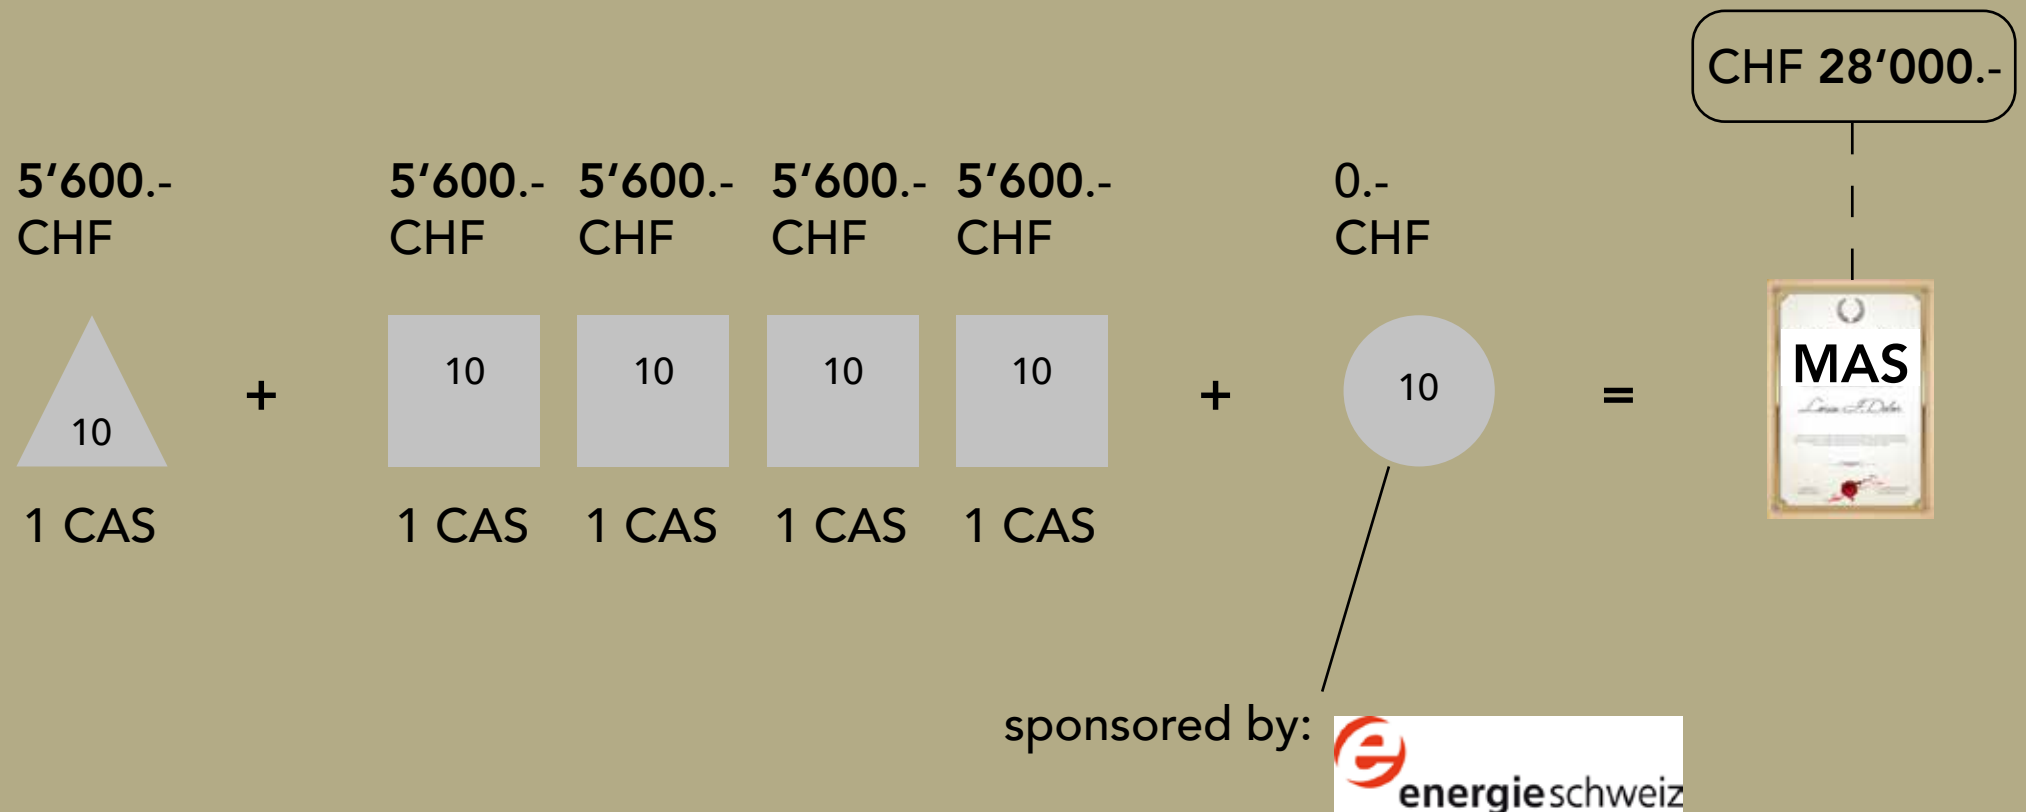 CHF 28‘000.-
5‘600.- 5‘600.- 5‘600.- 5‘600.- 5‘600.- 0.-
CHF CHF CHF CHF CHF CHF
10 + 10 10 10 10 + 10 = MAS
1 CAS 1 CAS 1 CAS 1 CAS 1 CAS
sponsored by:
energieschweiz